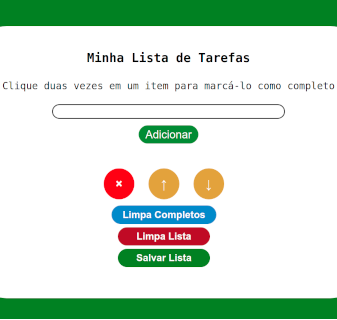 Minha Lista de Tarefas
Clique duas vezes em um item para marcá-lo como completo
Adicionar
× ↑ ↓
Limpa Completos
Limpa Lista
Salvar Lista